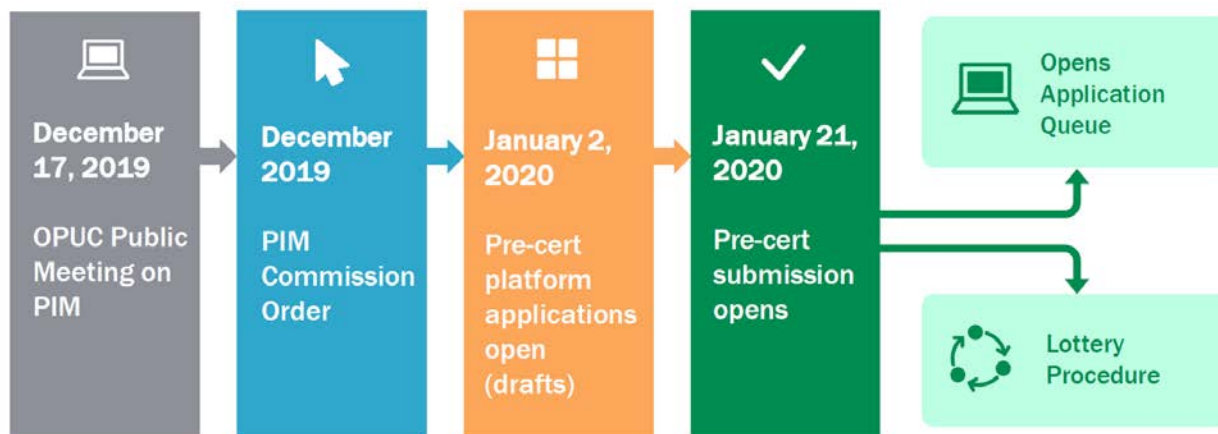 December
17, 2019
OPUC Public
Meeting on
PIM
December
2019
PIM
Commission
Order
January 2,
2020
Pre-cert
platform
applications
open
(drafts)
January 21,
2020
Pre-cert
submission
opens
Opens
Application
Queue
Lottery
Procedure